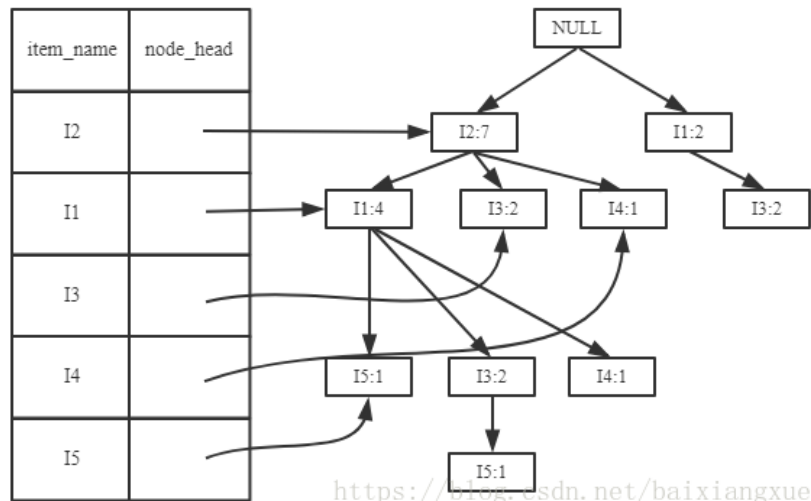 NULL
item_name node_head
I2 I2:7 I1:2
I1 I1:4 I3:2 I4:1 I3:2
I3
I4 I5:1 I3:2 I4:1
I5 I5:1
https://blog.csdn.net/baixiangxue